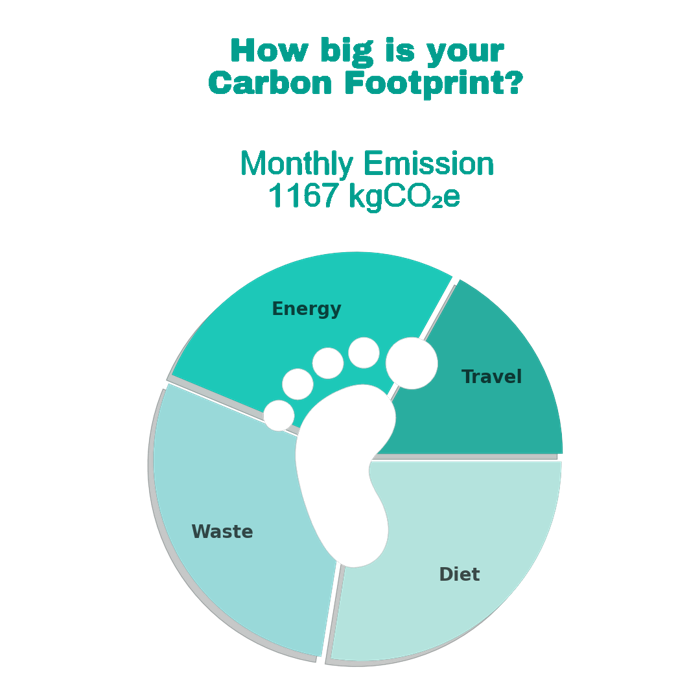 How big is your
Carbon Footprint?
Monthly Emission
1167 kgCO₂e
Energy
Travel
Waste
Diet